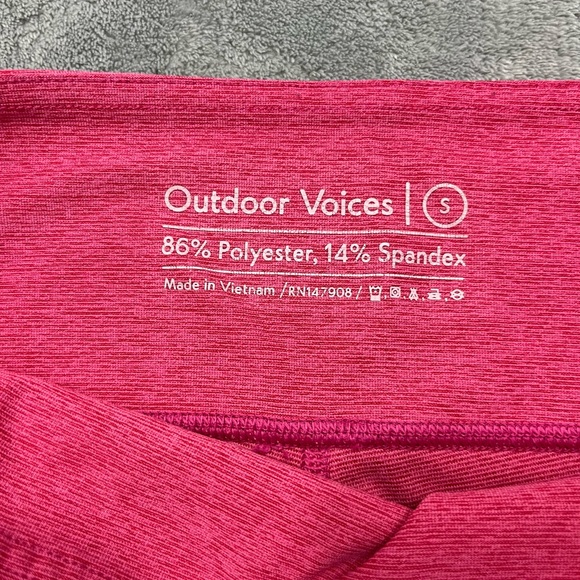 Outdoor Voices | S
86% Polyester, 14% Spandex
Made in Vietnam /RN147908/